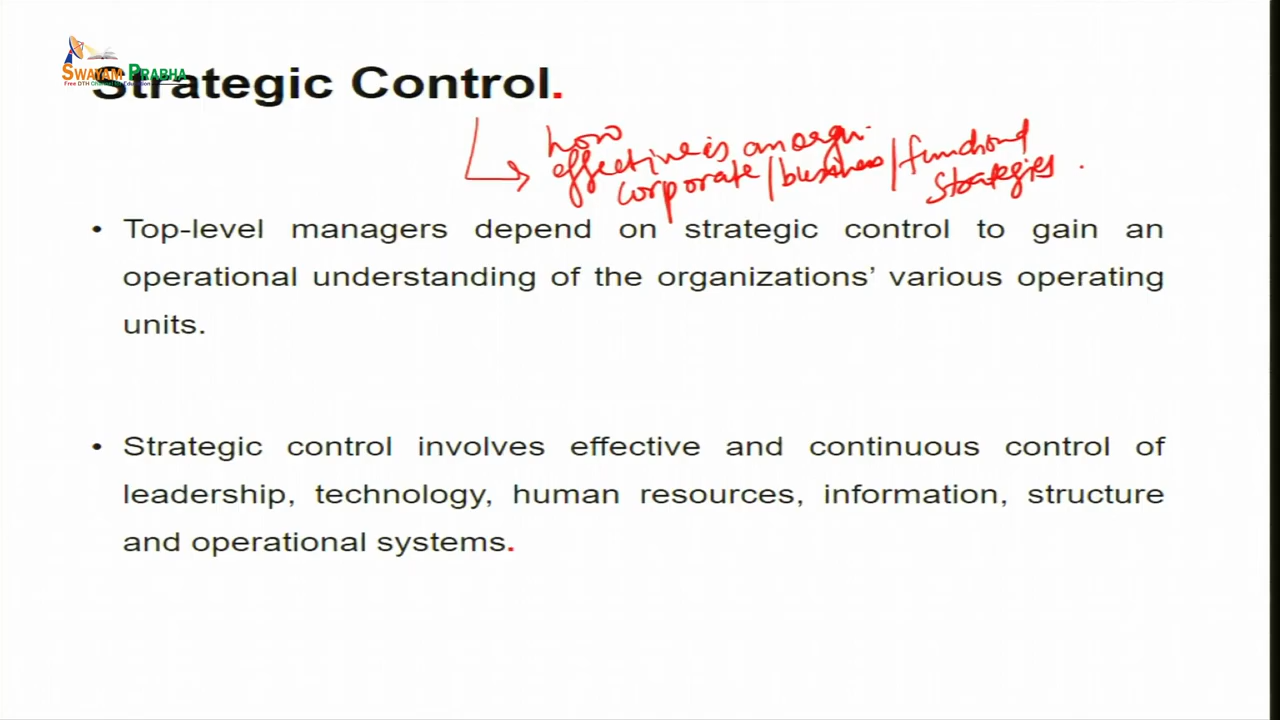 SWAYAM PRABHA
Strategic Control.
how
effective is an orgn.
corporate / business / functional
strategies.
• Top-level managers depend on strategic control to gain an
operational understanding of the organizations’ various operating
units.
• Strategic control involves effective and continuous control of
leadership, technology, human resources, information, structure
and operational systems.